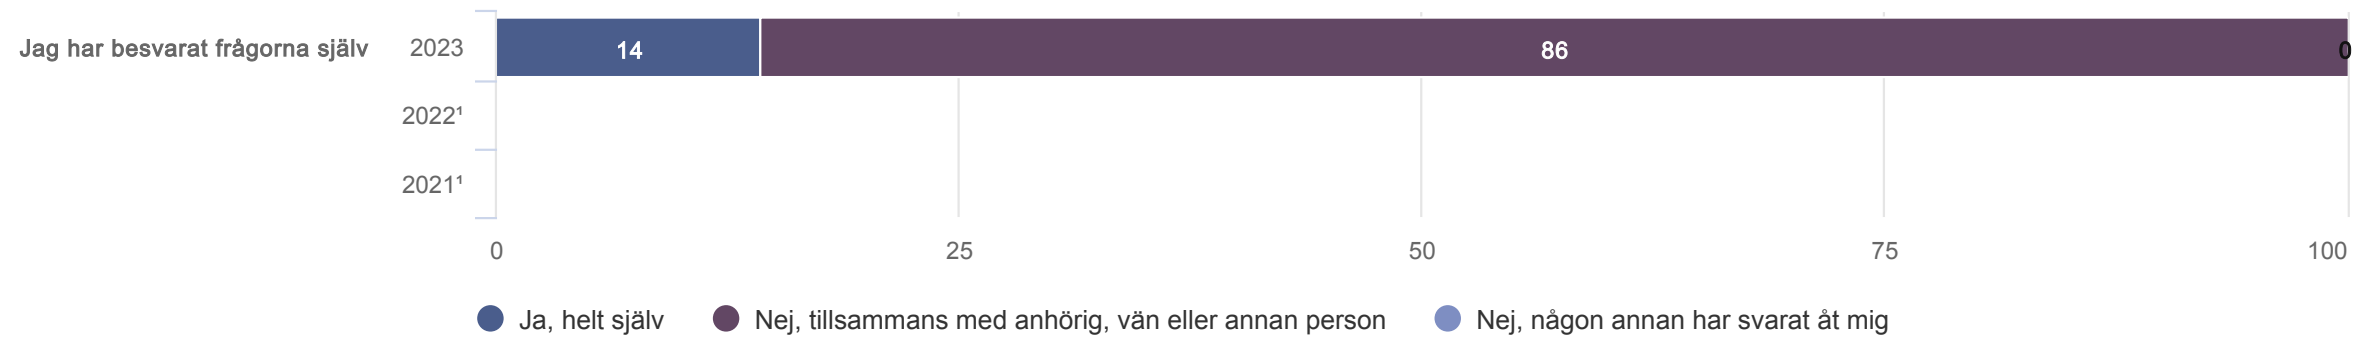 Jag har besvarat frågorna själv 2023 14 86 0
2022¹
2021¹
0 25 50 75 100
Ja, helt själv Nej, tillsammans med anhörig, vän eller annan person Nej, någon annan har svarat åt mig